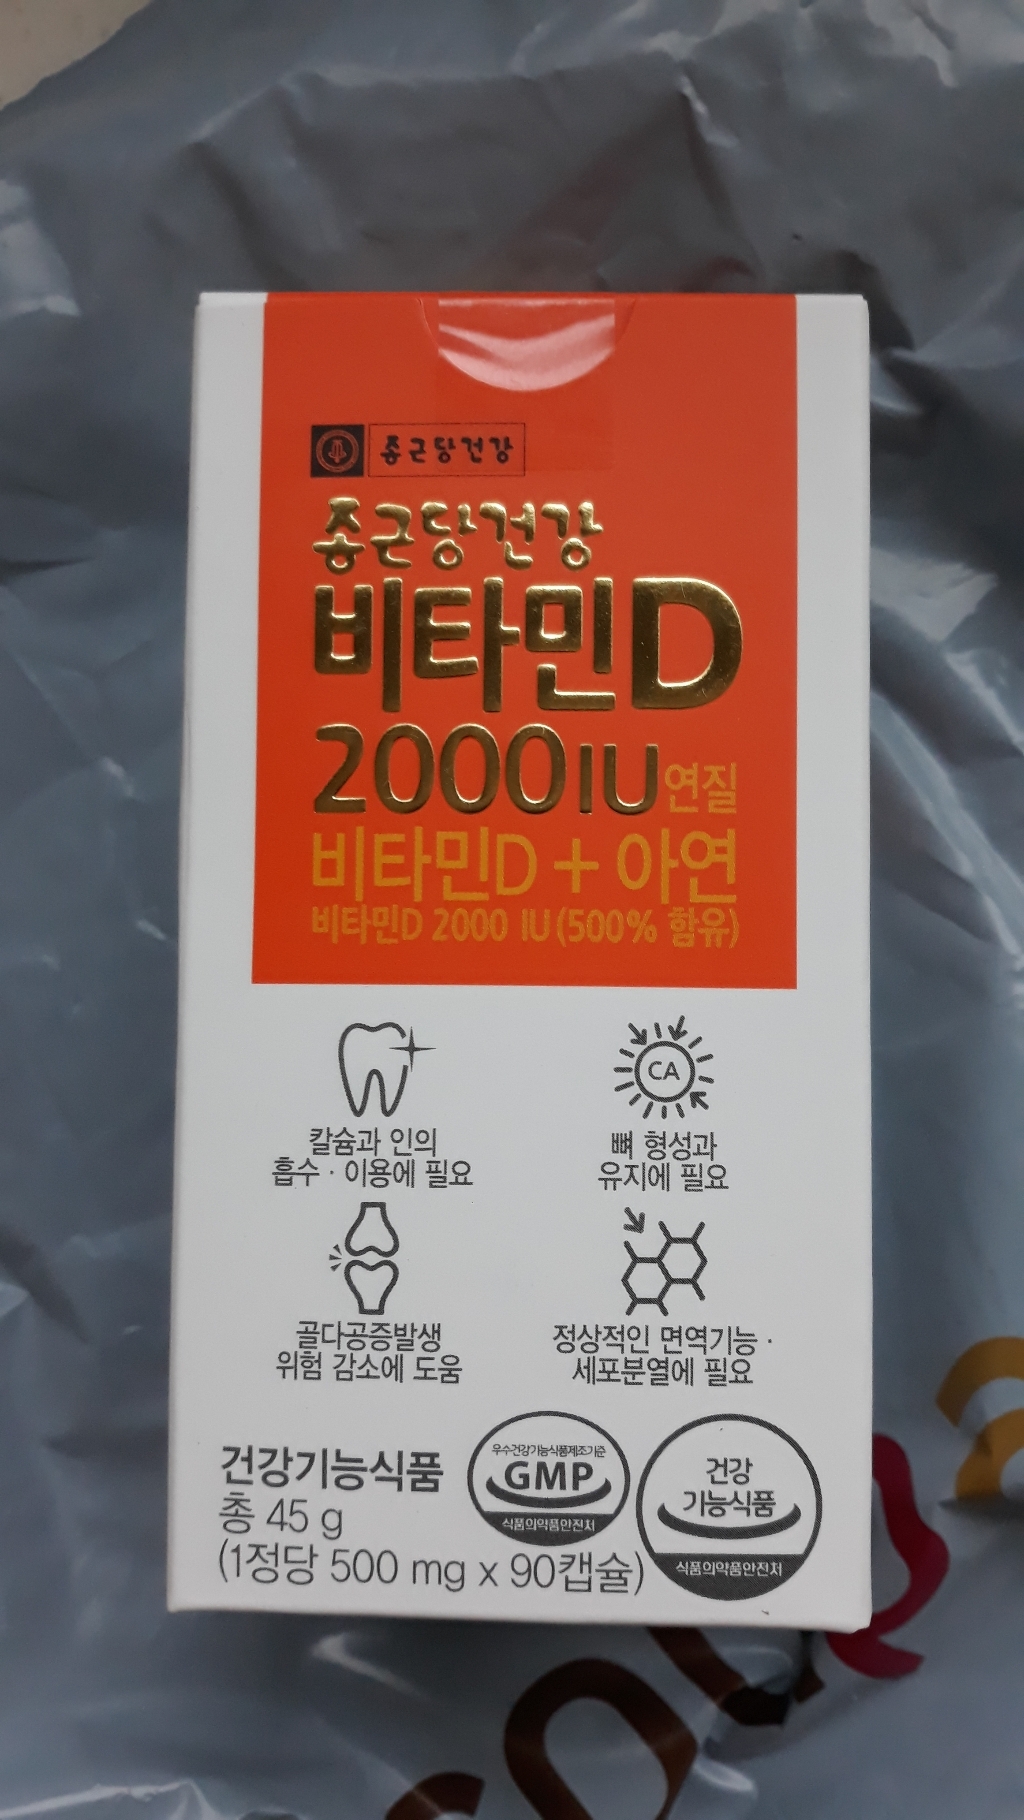 종근당건강
종근당건강
비타민D
2000IU 연질
비타민D + 아연
비타민D 2000 IU(500% 함유)
CA
칼슘과 인의
흡수 · 이용에 필요
뼈 형성과
유지에 필요
골다공증발생
위험 감소에 도움
정상적인 면역기능 ·
세포분열에 필요
건강기능식품
총 45 g
(1정당 500 mg x 90캡슐)
우수건강기능식품제조기준
GMP
식품의약품안전처
건강
기능식품
식품의약품안전처